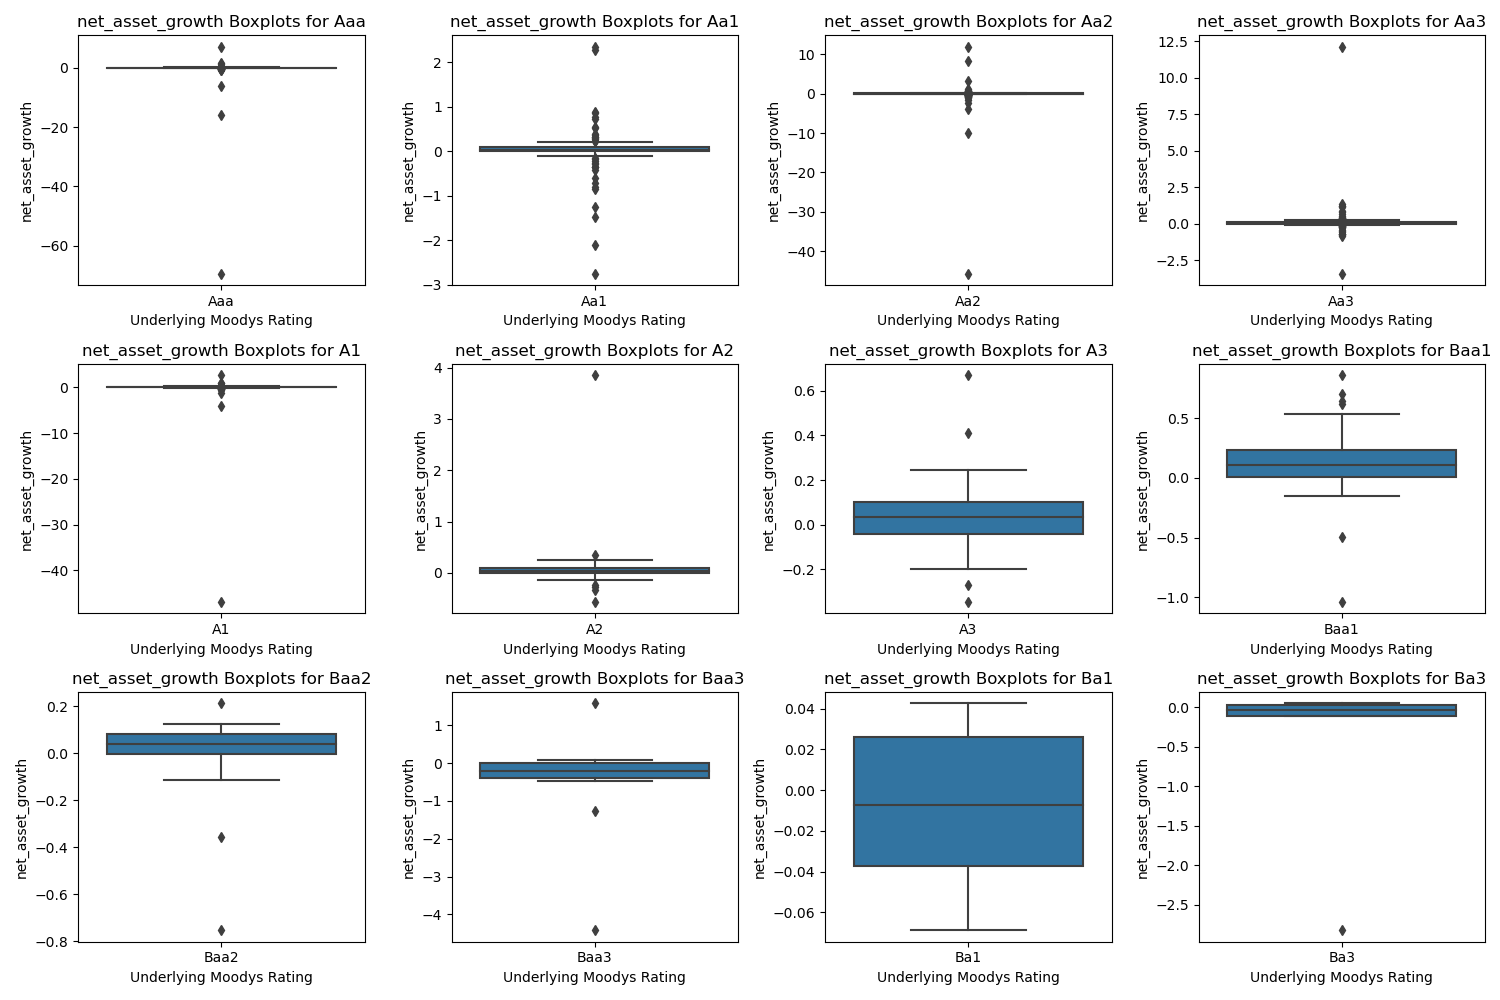 net_asset_growth Boxplots for Aaa
net_asset_growth
0
−20
−40
−60
Aaa
Underlying Moodys Rating
net_asset_growth Boxplots for Aa1
net_asset_growth
2
1
0
−1
−2
−3
Aa1
Underlying Moodys Rating
net_asset_growth Boxplots for Aa2
net_asset_growth
10
0
−10
−20
−30
−40
Aa2
Underlying Moodys Rating
net_asset_growth Boxplots for Aa3
net_asset_growth
12.5
10.0
7.5
5.0
2.5
0.0
−2.5
Aa3
Underlying Moodys Rating
net_asset_growth Boxplots for A1
net_asset_growth
0
−10
−20
−30
−40
A1
Underlying Moodys Rating
net_asset_growth Boxplots for A2
net_asset_growth
4
3
2
1
0
A2
Underlying Moodys Rating
net_asset_growth Boxplots for A3
net_asset_growth
0.6
0.4
0.2
0.0
−0.2
A3
Underlying Moodys Rating
net_asset_growth Boxplots for Baa1
net_asset_growth
0.5
0.0
−0.5
−1.0
Baa1
Underlying Moodys Rating
net_asset_growth Boxplots for Baa2
net_asset_growth
0.2
0.0
−0.2
−0.4
−0.6
−0.8
Baa2
Underlying Moodys Rating
net_asset_growth Boxplots for Baa3
net_asset_growth
1
0
−1
−2
−3
−4
Baa3
Underlying Moodys Rating
net_asset_growth Boxplots for Ba1
net_asset_growth
0.04
0.02
0.00
−0.02
−0.04
−0.06
Ba1
Underlying Moodys Rating
net_asset_growth Boxplots for Ba3
net_asset_growth
0.0
−0.5
−1.0
−1.5
−2.0
−2.5
Ba3
Underlying Moodys Rating